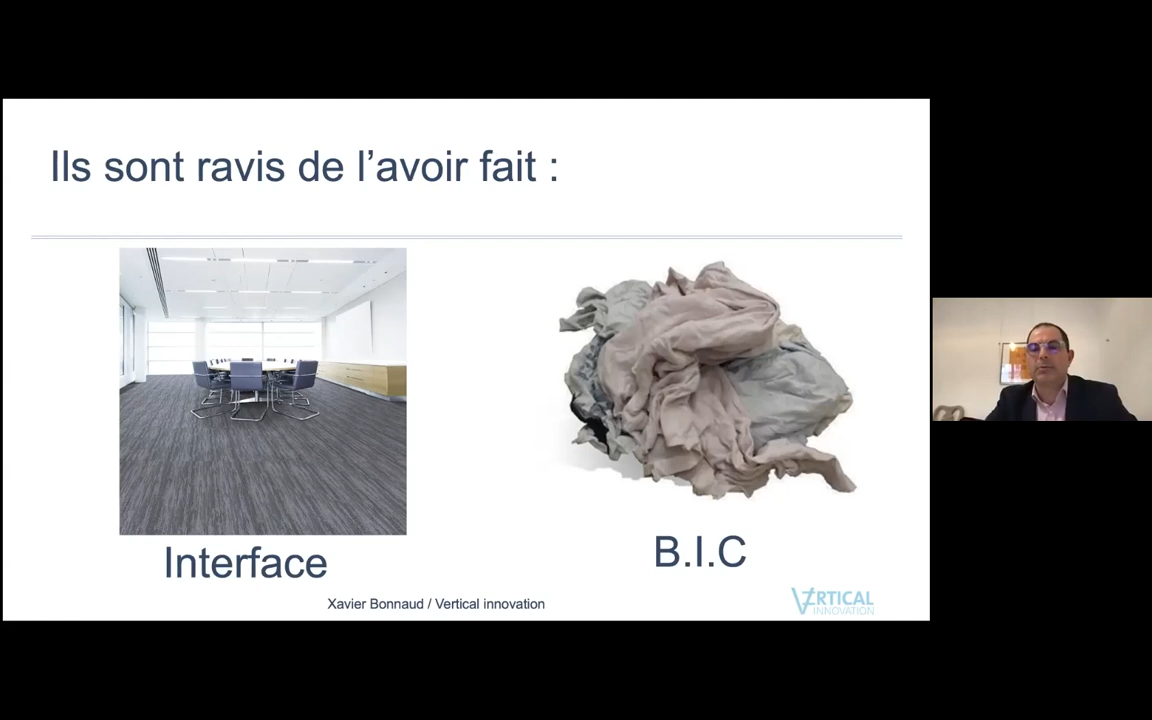 Ils sont ravis de l’avoir fait :
Interface
B.I.C
Xavier Bonnaud / Vertical innovation
VERTICAL
INNOVATION